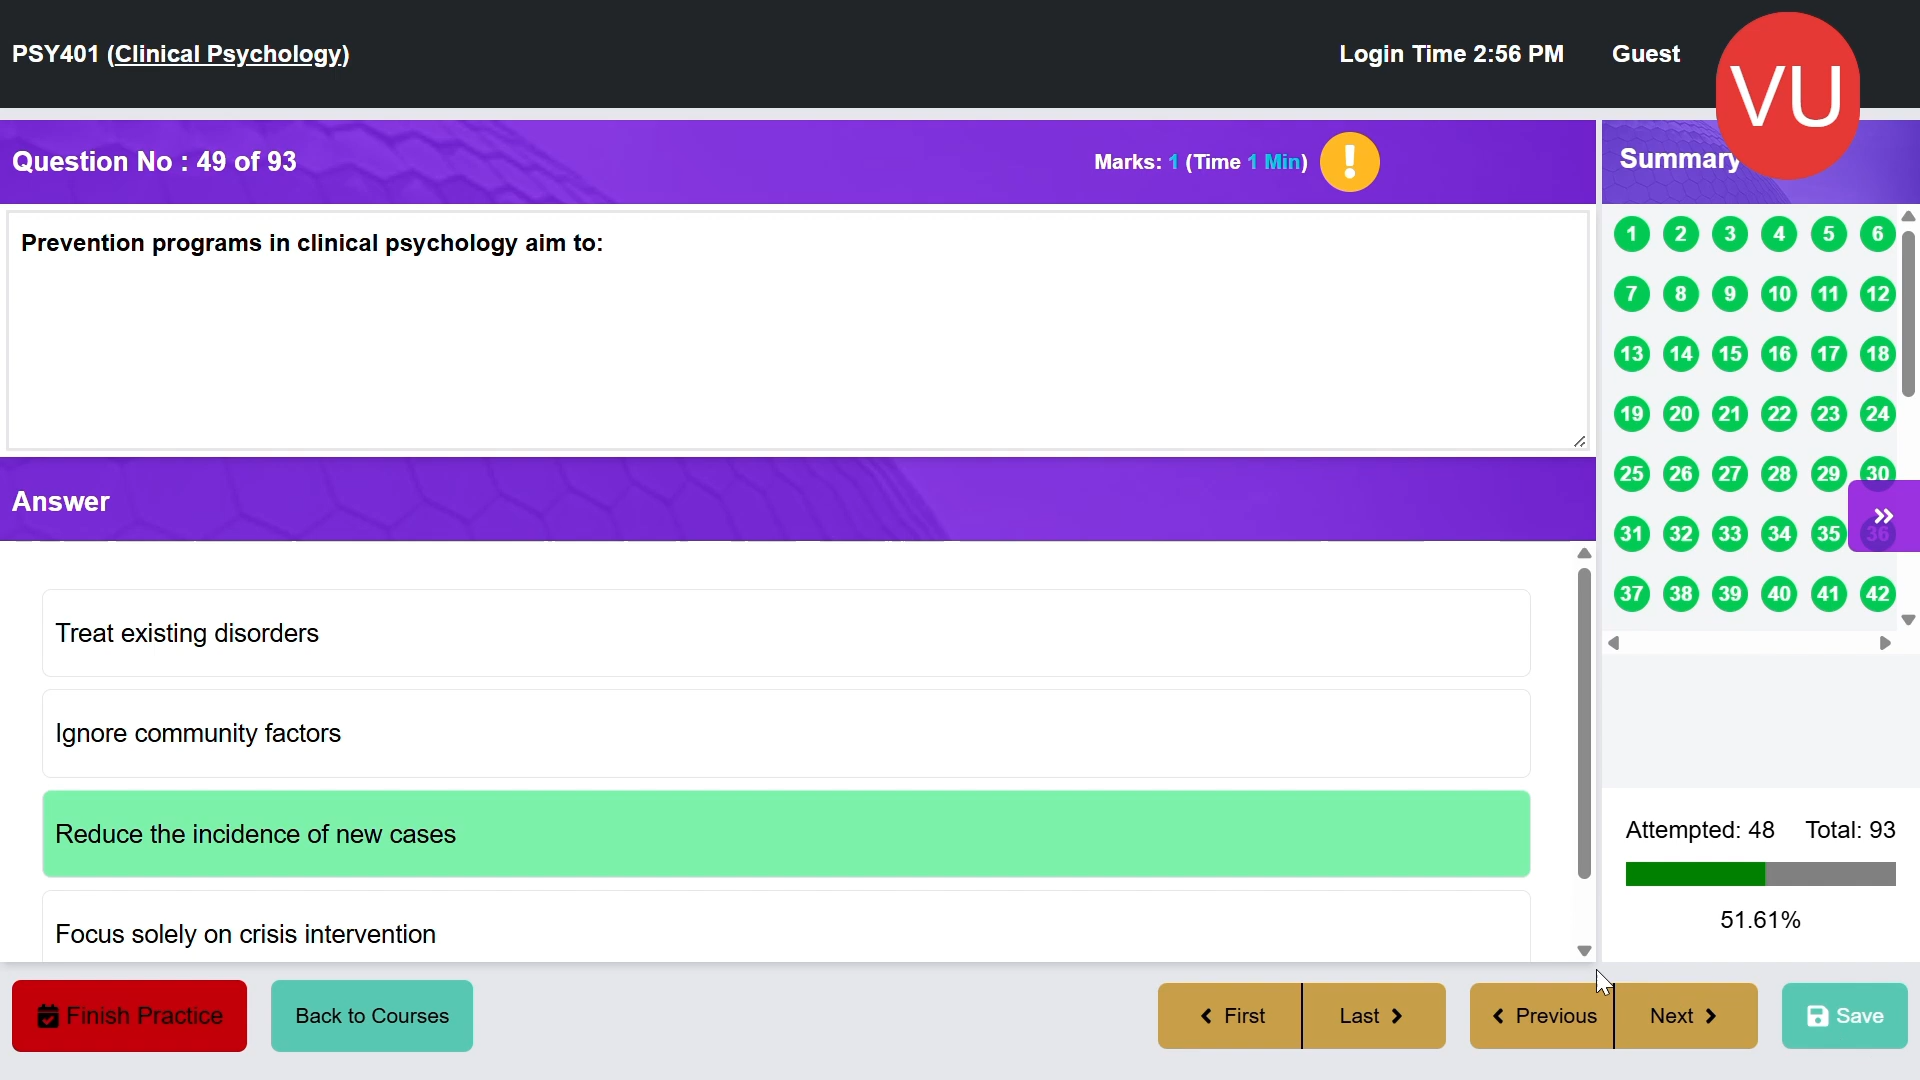 PSY401 (Clinical Psychology)
Login Time 2:56 PM
Guest
VU
Question No : 49 of 93
Marks: 1 (Time 1 Min)
Summary
Prevention programs in clinical psychology aim to:
1 2 3 4 5 6
7 8 9 10 11 12
13 14 15 16 17 18
19 20 21 22 23 24
25 26 27 28 29 30
31 32 33 34 35 36
37 38 39 40 41 42
Answer
Treat existing disorders
Ignore community factors
Reduce the incidence of new cases
Focus solely on crisis intervention
Attempted: 48 Total: 93
51.61%
Finish Practice
Back to Courses
First
Last
Previous
Next
Save